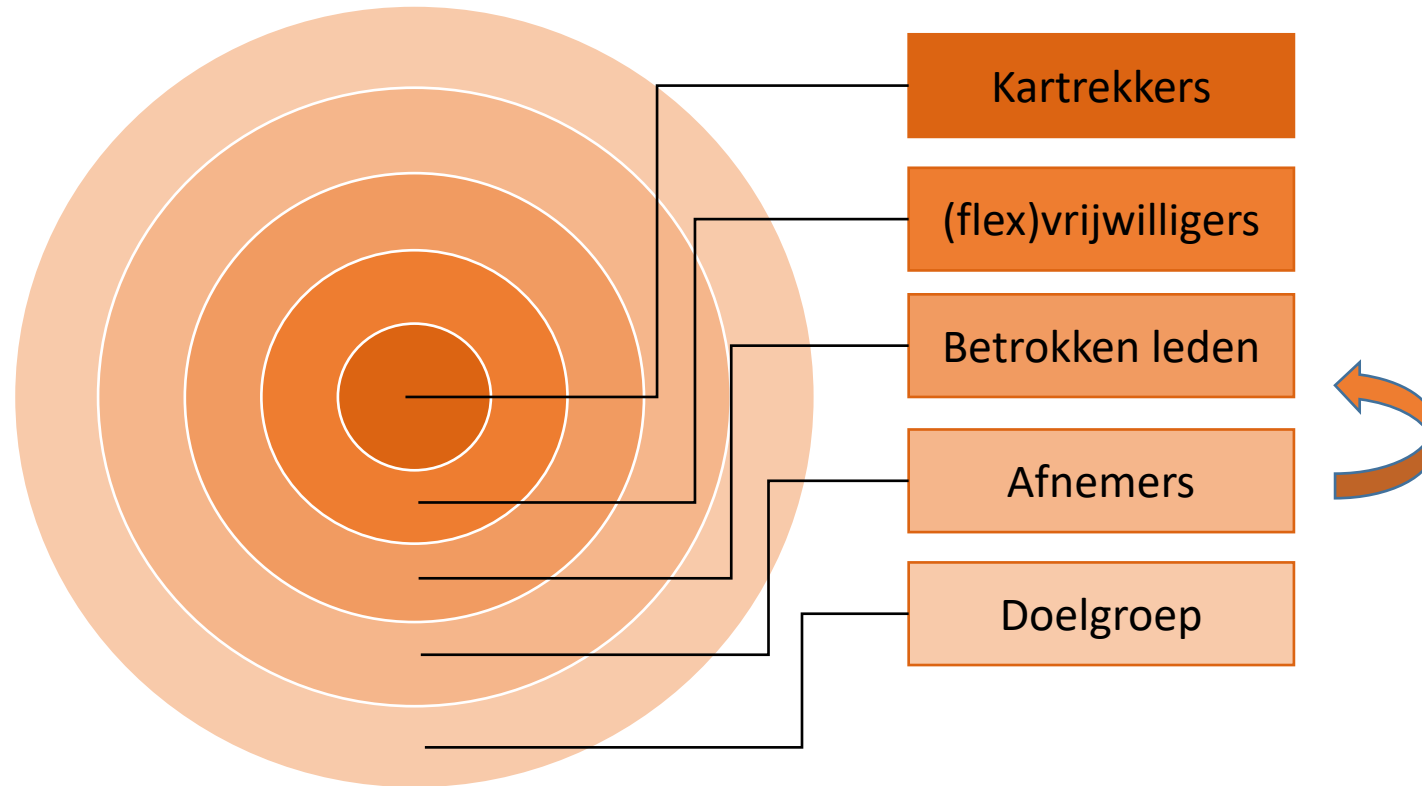 Kartrekkers
(flex)vrijwilligers
Betrokken leden
Afnemers
Doelgroep